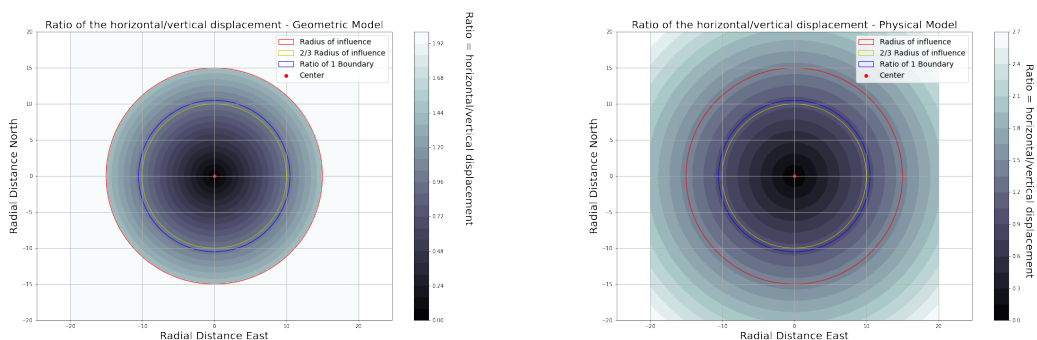 Ratio of the horizontal/vertical displacement - Geometric Model
Radius of influence
2/3 Radius of influence
Ratio of 1 Boundary
Center
20
15
10
5
0
−5
−10
−15
−20
Radial Distance North
−20
−10
0
10
20
Radial Distance East
1.92
1.68
1.44
1.20
0.96
0.72
0.48
0.24
0.00
Ratio = horizontal/vertical displacement
Ratio of the horizontal/vertical displacement - Physical Model
Radius of influence
2/3 Radius of influence
Ratio of 1 Boundary
Center
20
15
10
5
0
−5
−10
−15
−20
Radial Distance North
−20
−10
0
10
20
Radial Distance East
2.7
2.4
2.1
1.8
1.5
1.2
0.9
0.6
0.3
0.0
Ratio = horizontal/vertical displacement